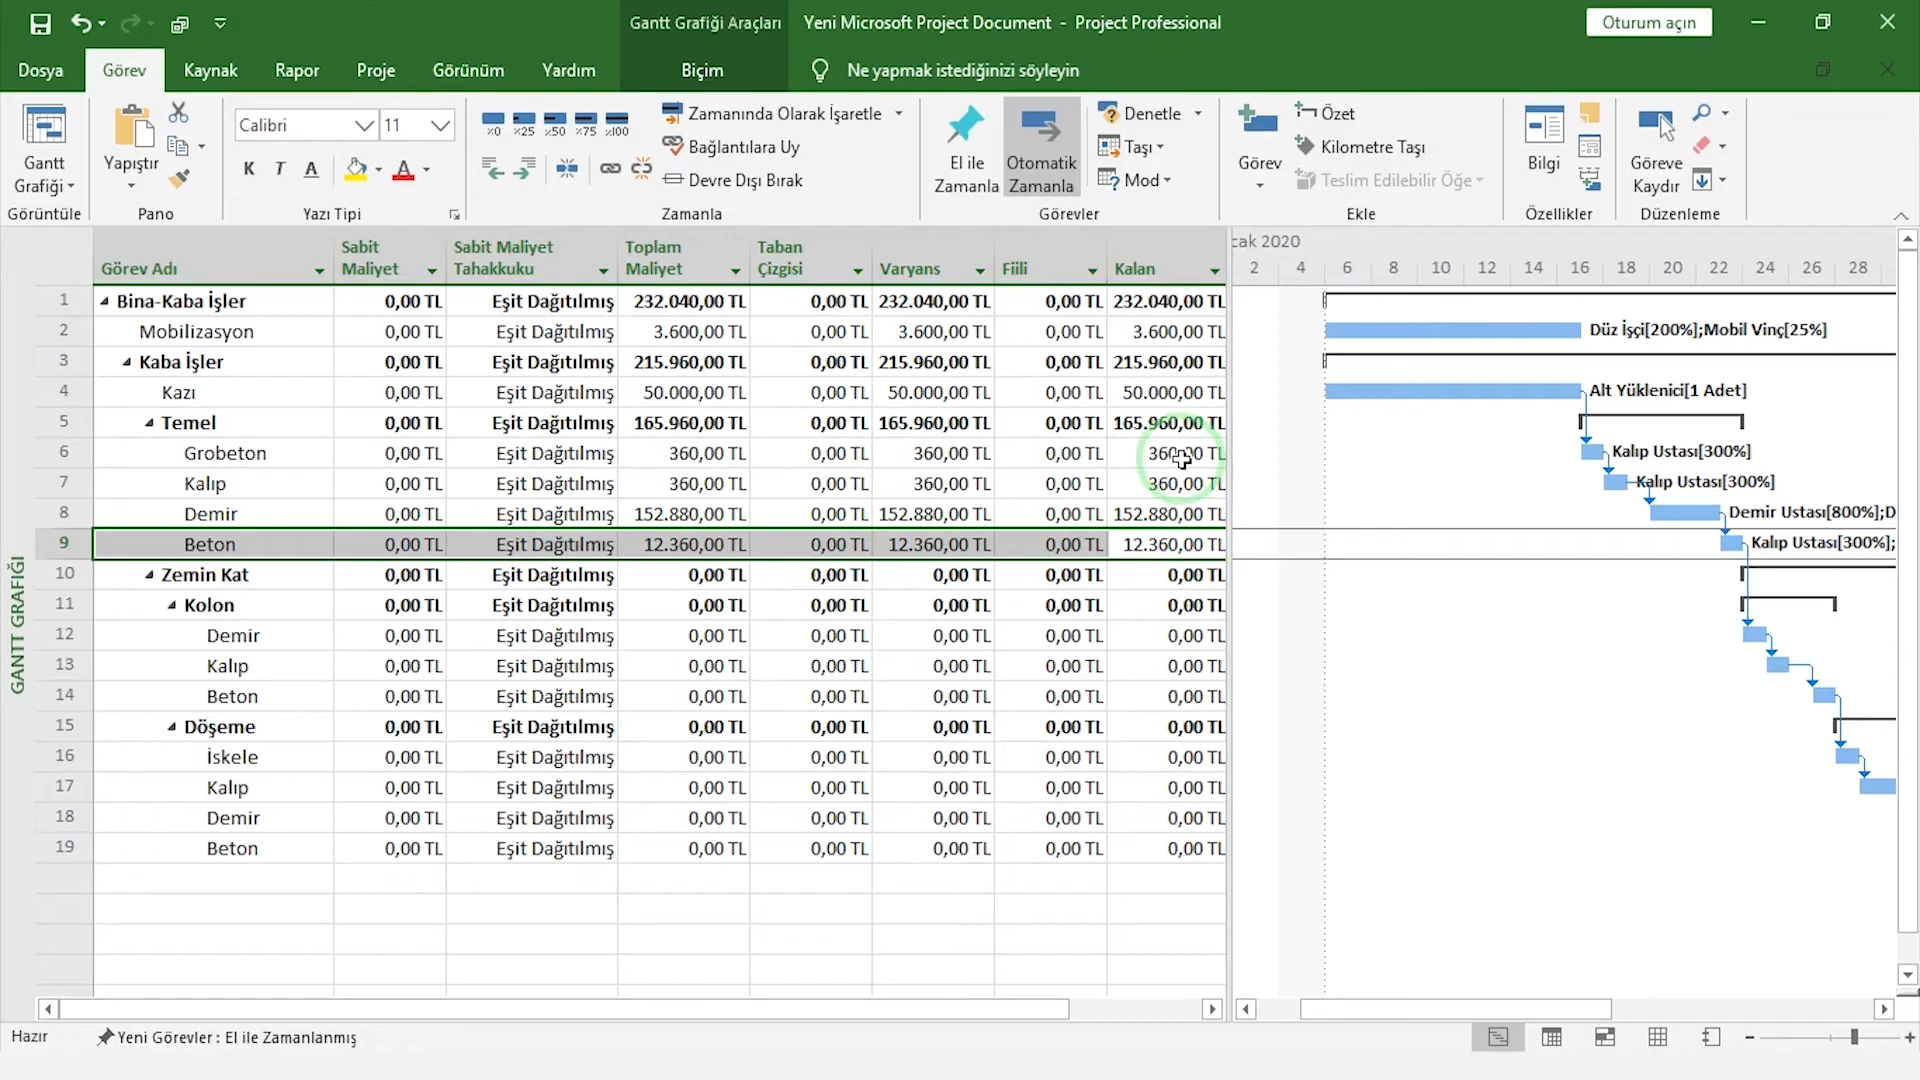 Gantt Grafiği Araçları
Yeni Microsoft Project Document - Project Professional
Oturum açın
Dosya Görev Kaynak Rapor Proje Görünüm Yardım Biçim Ne yapmak istediğinizi söyleyin
Gantt Grafiği
Görüntüle
Yapıştır
Pano
Calibri 11
K T A A
Yazı Tipi
%0 %25 %50 %75 %100
Zamanında Olarak İşaretle
Bağlantılara Uy
Devre Dışı Bırak
Zamanla
El ile Zamanla
Otomatik Zamanla
Denetle
Taşı
Mod
Görevler
Görev
Özet
Kilometre Taşı
Teslim Edilebilir Öğe
Ekle
Bilgi
Özellikler
Göreve Kaydır
Düzenleme
Görev Adı Sabit Maliyet Sabit Maliyet Tahakkuku Toplam Maliyet Taban Çizgisi Varyans Fiili Kalan
1 Bina-Kaba İşler 0,00 TL Eşit Dağıtılmış 232.040,00 TL 0,00 TL 232.040,00 TL 0,00 TL 232.040,00 TL
2 Mobilizasyon 0,00 TL Eşit Dağıtılmış 3.600,00 TL 0,00 TL 3.600,00 TL 0,00 TL 3.600,00 TL
3 Kaba İşler 0,00 TL Eşit Dağıtılmış 215.960,00 TL 0,00 TL 215.960,00 TL 0,00 TL 215.960,00 TL
4 Kazı 0,00 TL Eşit Dağıtılmış 50.000,00 TL 0,00 TL 50.000,00 TL 0,00 TL 50.000,00 TL
5 Temel 0,00 TL Eşit Dağıtılmış 165.960,00 TL 0,00 TL 165.960,00 TL 0,00 TL 165.960,00 TL
6 Grobeton 0,00 TL Eşit Dağıtılmış 360,00 TL 0,00 TL 360,00 TL 0,00 TL 360,00 TL
7 Kalıp 0,00 TL Eşit Dağıtılmış 360,00 TL 0,00 TL 360,00 TL 0,00 TL 360,00 TL
8 Demir 0,00 TL Eşit Dağıtılmış 152.880,00 TL 0,00 TL 152.880,00 TL 0,00 TL 152.880,00 TL
9 Beton 0,00 TL Eşit Dağıtılmış 12.360,00 TL 0,00 TL 12.360,00 TL 0,00 TL 12.360,00 TL
10 Zemin Kat 0,00 TL Eşit Dağıtılmış 0,00 TL 0,00 TL 0,00 TL 0,00 TL 0,00 TL
11 Kolon 0,00 TL Eşit Dağıtılmış 0,00 TL 0,00 TL 0,00 TL 0,00 TL 0,00 TL
12 Demir 0,00 TL Eşit Dağıtılmış 0,00 TL 0,00 TL 0,00 TL 0,00 TL 0,00 TL
13 Kalıp 0,00 TL Eşit Dağıtılmış 0,00 TL 0,00 TL 0,00 TL 0,00 TL 0,00 TL
14 Beton 0,00 TL Eşit Dağıtılmış 0,00 TL 0,00 TL 0,00 TL 0,00 TL 0,00 TL
15 Döşeme 0,00 TL Eşit Dağıtılmış 0,00 TL 0,00 TL 0,00 TL 0,00 TL 0,00 TL
16 İskele 0,00 TL Eşit Dağıtılmış 0,00 TL 0,00 TL 0,00 TL 0,00 TL 0,00 TL
17 Kalıp 0,00 TL Eşit Dağıtılmış 0,00 TL 0,00 TL 0,00 TL 0,00 TL 0,00 TL
18 Demir 0,00 TL Eşit Dağıtılmış 0,00 TL 0,00 TL 0,00 TL 0,00 TL 0,00 TL
19 Beton 0,00 TL Eşit Dağıtılmış 0,00 TL 0,00 TL 0,00 TL 0,00 TL 0,00 TL
GANTT GRAFİĞİ
cak 2020
2 4 6 8 10 12 14 16 18 20 22 24 26 28
Düz İşçi[200%];Mobil Vinç[25%]
Alt Yüklenici[1 Adet]
Kalıp Ustası[300%]
Kalıp Ustası[300%]
Demir Ustası[800%];D
Kalıp Ustası[300%];
Hazır
Yeni Görevler : El ile Zamanlanmış